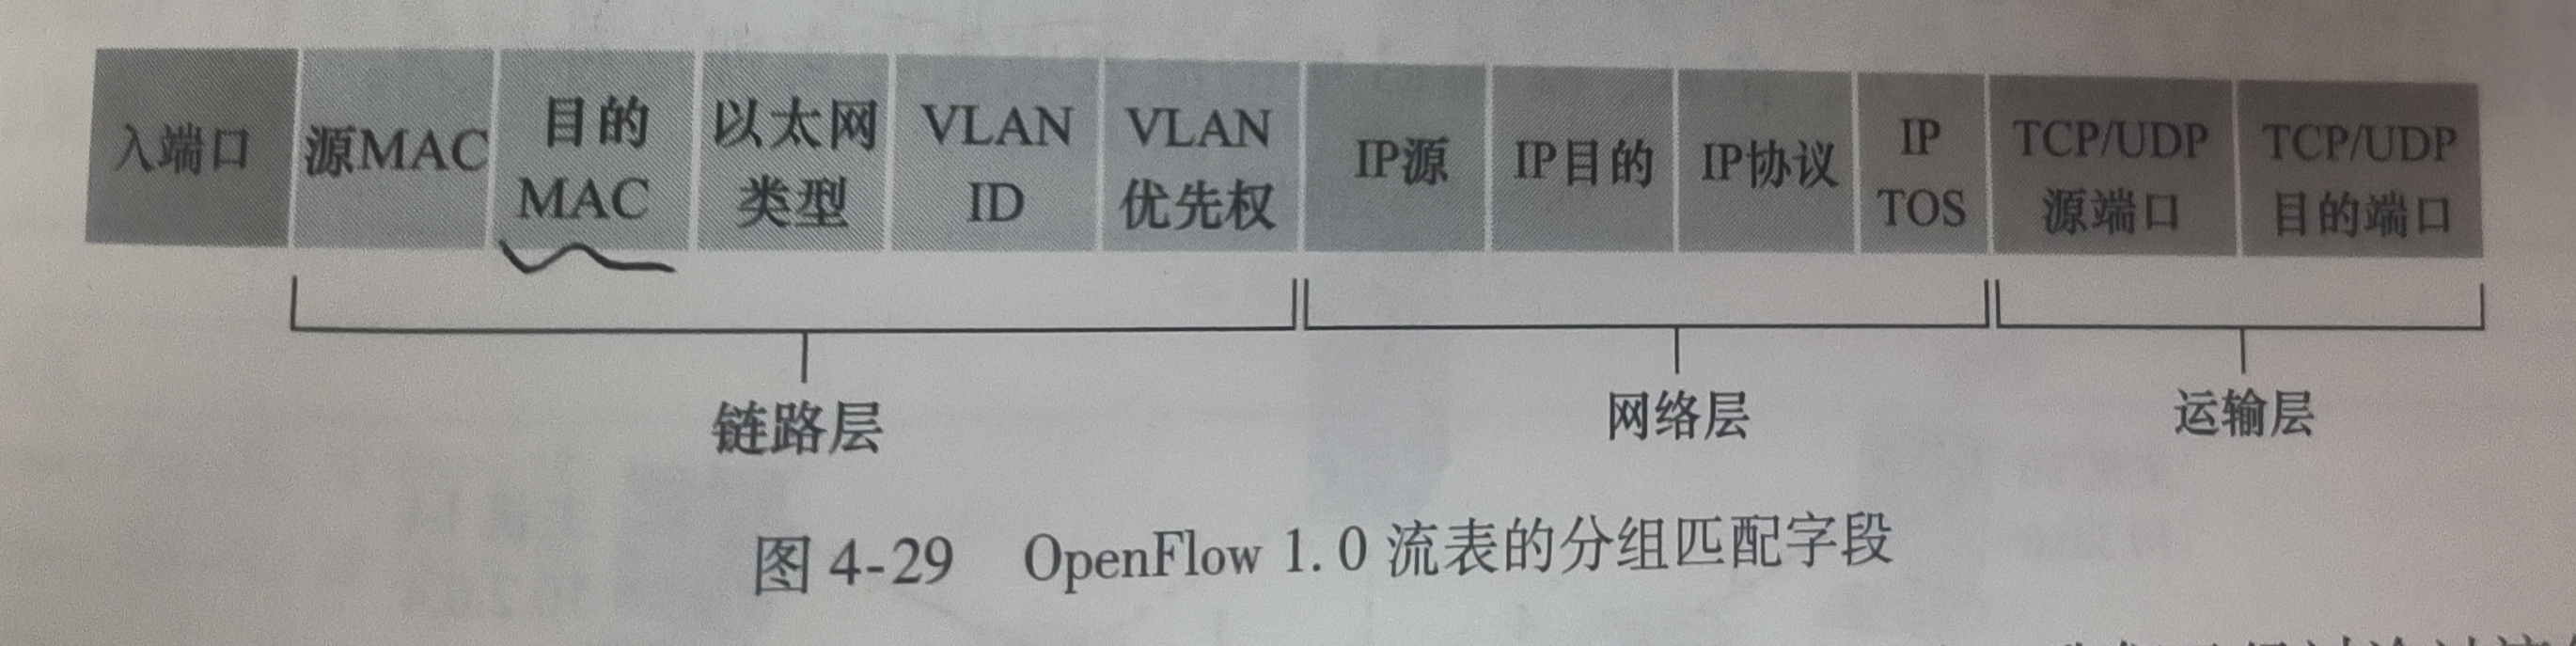 入端口
源MAC
目的
MAC
以太网
类型
VLAN
ID
VLAN
优先权
IP源
IP目的
IP协议
IP
TOS
TCP/UDP
源端口
TCP/UDP
目的端口
链路层
网络层
运输层
图 4-29 OpenFlow 1.0 流表的分组匹配字段